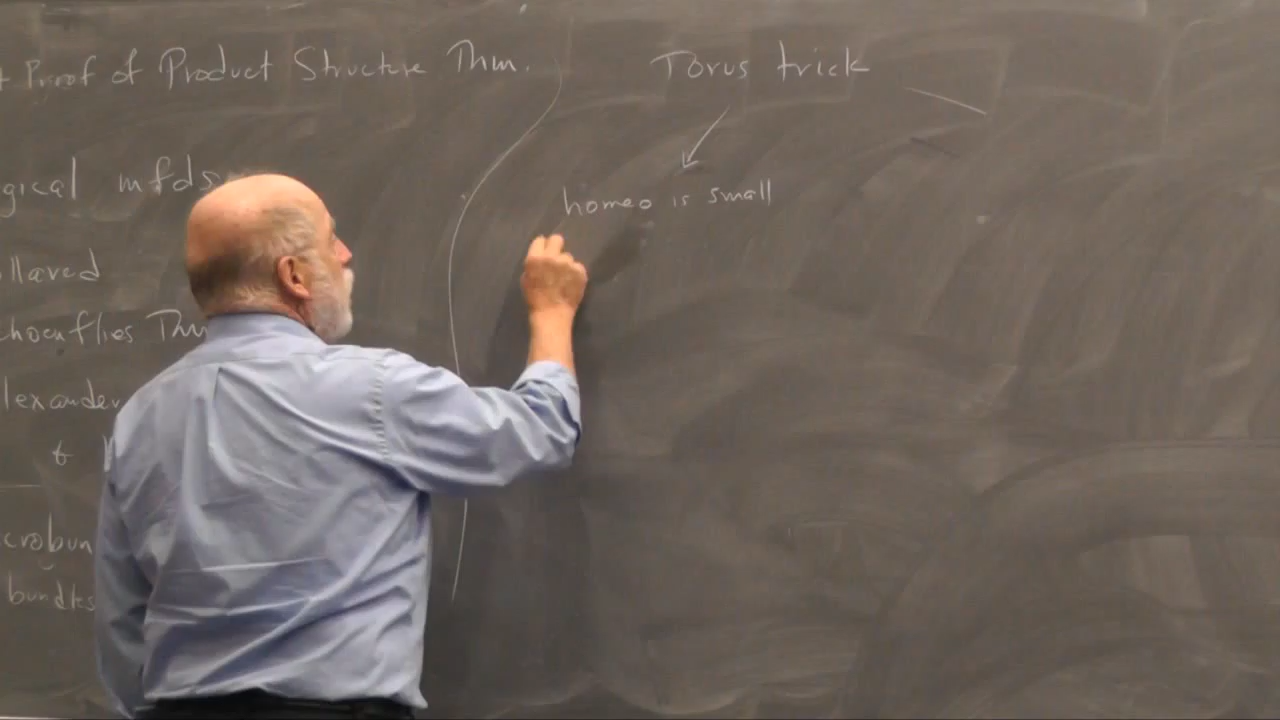 Proof of Product Structure Thm.
gical mfds
llared
hoenflies Thm
lexander
&
crobun
bundles
Torus trick
homeo is small